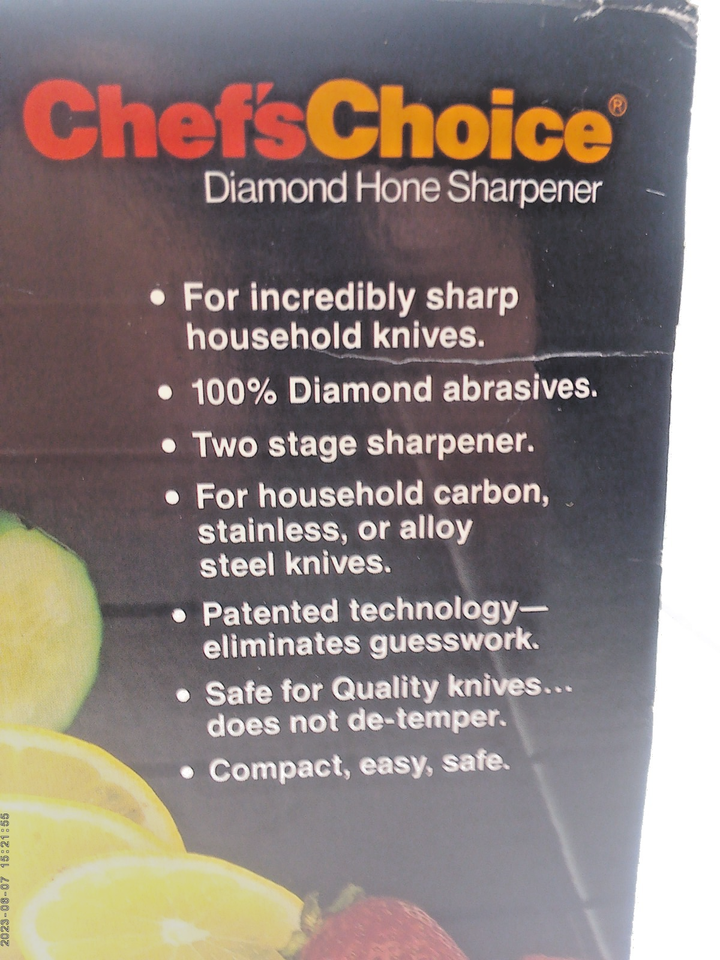 Chef'sChoice®
Diamond Hone Sharpener
• For incredibly sharp
household knives.
• 100% Diamond abrasives.
• Two stage sharpener.
• For household carbon,
stainless, or alloy
steel knives.
• Patented technology—
eliminates guesswork.
• Safe for Quality knives...
does not de-temper.
• Compact, easy, safe.
2023-08-07 15:21:55